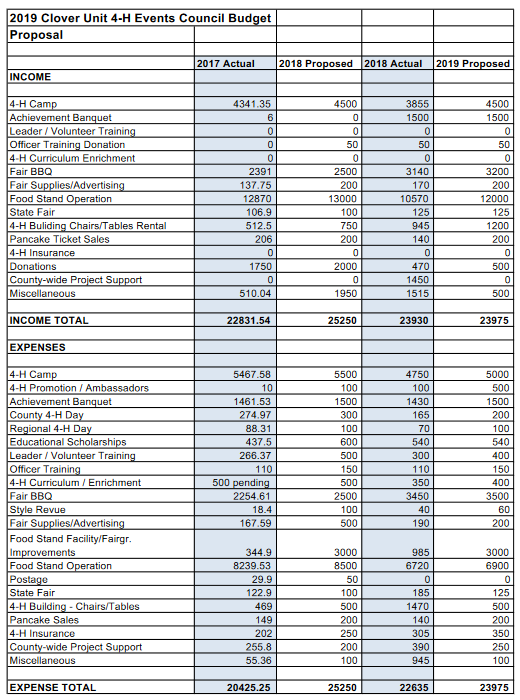 2019 Clover Unit 4-H Events Council Budget
Proposal
2017 Actual 2018 Proposed 2018 Actual 2019 Proposed
INCOME
4-H Camp 4341.35 4500 3855 4500
Achievement Banquet 6 0 1500 1500
Leader / Volunteer Training 0 0 0 0
Officer Training Donation 0 50 50 50
4-H Curriculum Enrichment 0 0 0 0
Fair BBQ 2391 2500 3140 3200
Fair Supplies/Advertising 137.75 200 170 200
Food Stand Operation 12870 13000 10570 12000
State Fair 106.9 100 125 125
4-H Buliding Chairs/Tables Rental 512.5 750 945 1200
Pancake Ticket Sales 206 200 140 200
4-H Insurance 0 0 0 0
Donations 1750 2000 470 500
County-wide Project Support 0 0 1450 0
Miscellaneous 510.04 1950 1515 500
INCOME TOTAL 22831.54 25250 23930 23975
EXPENSES
4-H Camp 5467.58 5500 4750 5000
4-H Promotion / Ambassadors 10 100 100 500
Achievement Banquet 1461.53 1500 1430 1500
County 4-H Day 274.97 300 165 200
Regional 4-H Day 88.31 100 70 100
Educational Scholarships 437.5 600 540 540
Leader / Volunteer Training 266.37 500 300 400
Officer Training 110 150 110 150
4-H Curriculum / Enrichment 500 pending 500 350 400
Fair BBQ 2254.61 2500 3450 3500
Style Revue 18.4 100 40 60
Fair Supplies/Advertising 167.59 500 190 200
Food Stand Facility/Fairgr.
Improvements 344.9 3000 985 3000
Food Stand Operation 8239.53 8500 6720 6900
Postage 29.9 50 0 0
State Fair 122.9 100 185 125
4-H Building - Chairs/Tables 469 500 1470 500
Pancake Sales 149 200 140 200
4-H Insurance 202 250 305 350
County-wide Project Support 255.8 200 390 250
Miscellaneous 55.36 100 945 100
EXPENSE TOTAL 20425.25 25250 22635 23975